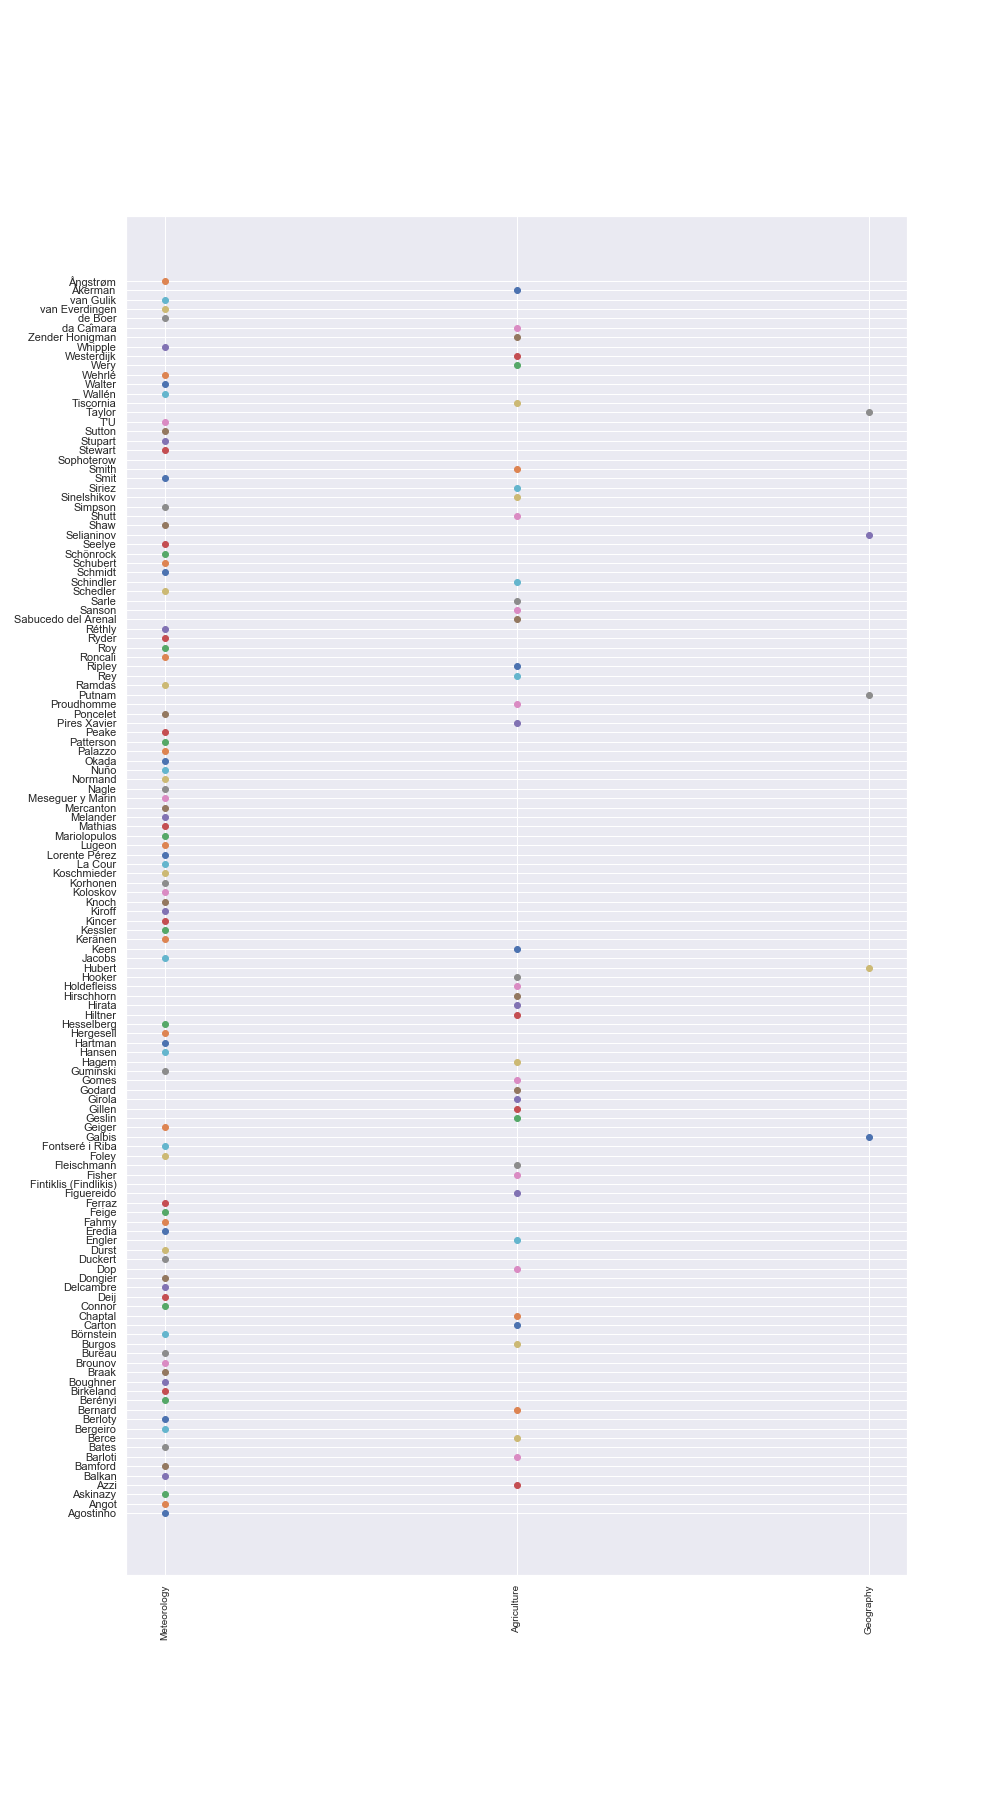 Ångstrøm
Åkerman
van Gulik
van Everdingen
de Boer
da Câmara
Zender Honigman
Whipple
Westerdijk
Wery
Wehrlé
Walter
Wallén
Tiscornia
Taylor
T'U
Sutton
Stupart
Stewart
Sophoterow
Smith
Smit
Siriez
Sinelshikov
Simpson
Shutt
Shaw
Selianinov
Seelye
Schönrock
Schubert
Schmidt
Schindler
Schedler
Sarle
Sanson
Sabucedo del Arenal
Réthly
Ryder
Roy
Roncali
Ripley
Rey
Ramdas
Putnam
Proudhomme
Poncelet
Pires Xavier
Peake
Patterson
Palazzo
Okada
Nuño
Normand
Nagle
Meseguer y Marin
Mercanton
Melander
Mathias
Mariolopulos
Lugeon
Lorente Pérez
La Cour
Koschmieder
Korhonen
Koloskov
Knoch
Kiroff
Kincer
Kessler
Keränen
Keen
Jacobs
Hubert
Hooker
Holdefleiss
Hirschhorn
Hirata
Hiltner
Hesselberg
Hergesell
Hartman
Hansen
Hagem
Gumiński
Gomes
Godard
Girola
Gillen
Geslin
Geiger
Galbis
Fontseré i Riba
Foley
Fleischmann
Fisher
Fintiklis (Findlikis)
Figuereido
Ferraz
Feige
Fahmy
Eredia
Engler
Durst
Duckert
Dop
Dongier
Delcambre
Deij
Connor
Chaptal
Carton
Börnstein
Burgos
Bureau
Brounov
Braak
Boughner
Birkeland
Berényi
Bernard
Berloty
Bergeiro
Berce
Bates
Barloti
Bamford
Balkan
Azzi
Askinazy
Angot
Agostinho
Meteorology
Agriculture
Geography